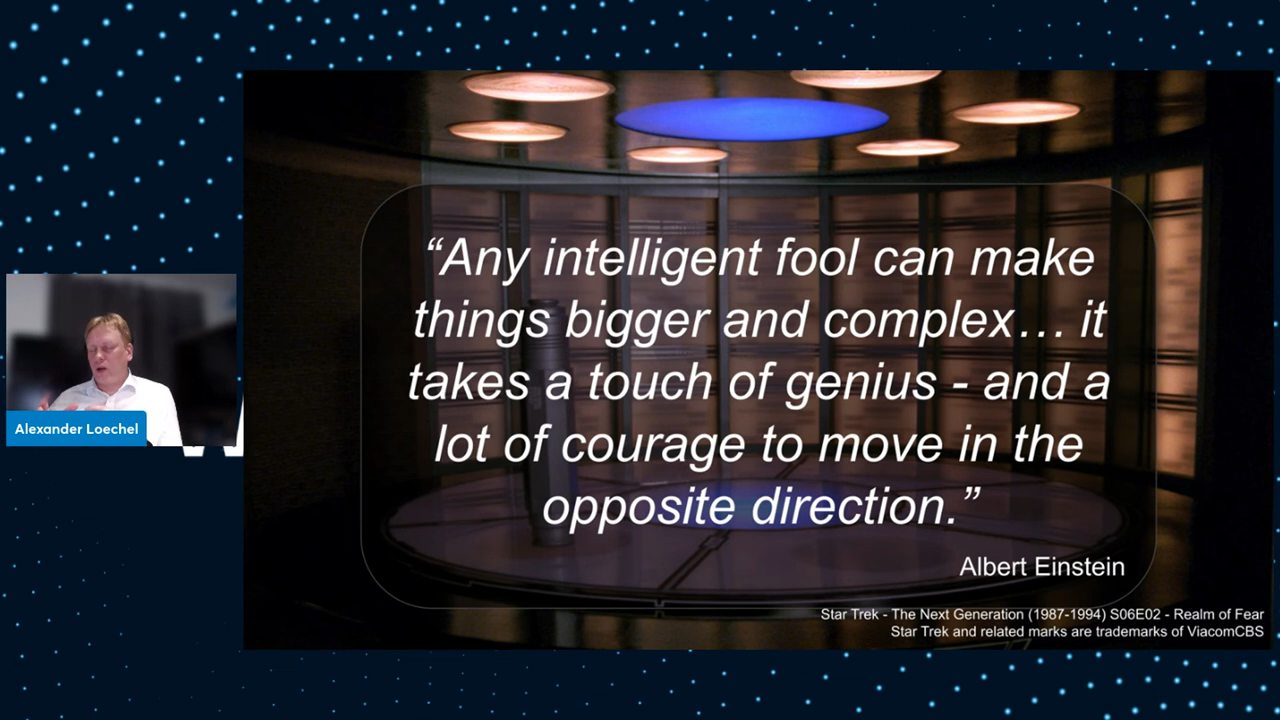 “Any intelligent fool can make
things bigger and complex… it
takes a touch of genius - and a
lot of courage to move in the
opposite direction.”
Albert Einstein
Star Trek - The Next Generation (1987-1994) S06E02 - Realm of Fear
Star Trek and related marks are trademarks of ViacomCBS
Alexander Loechel